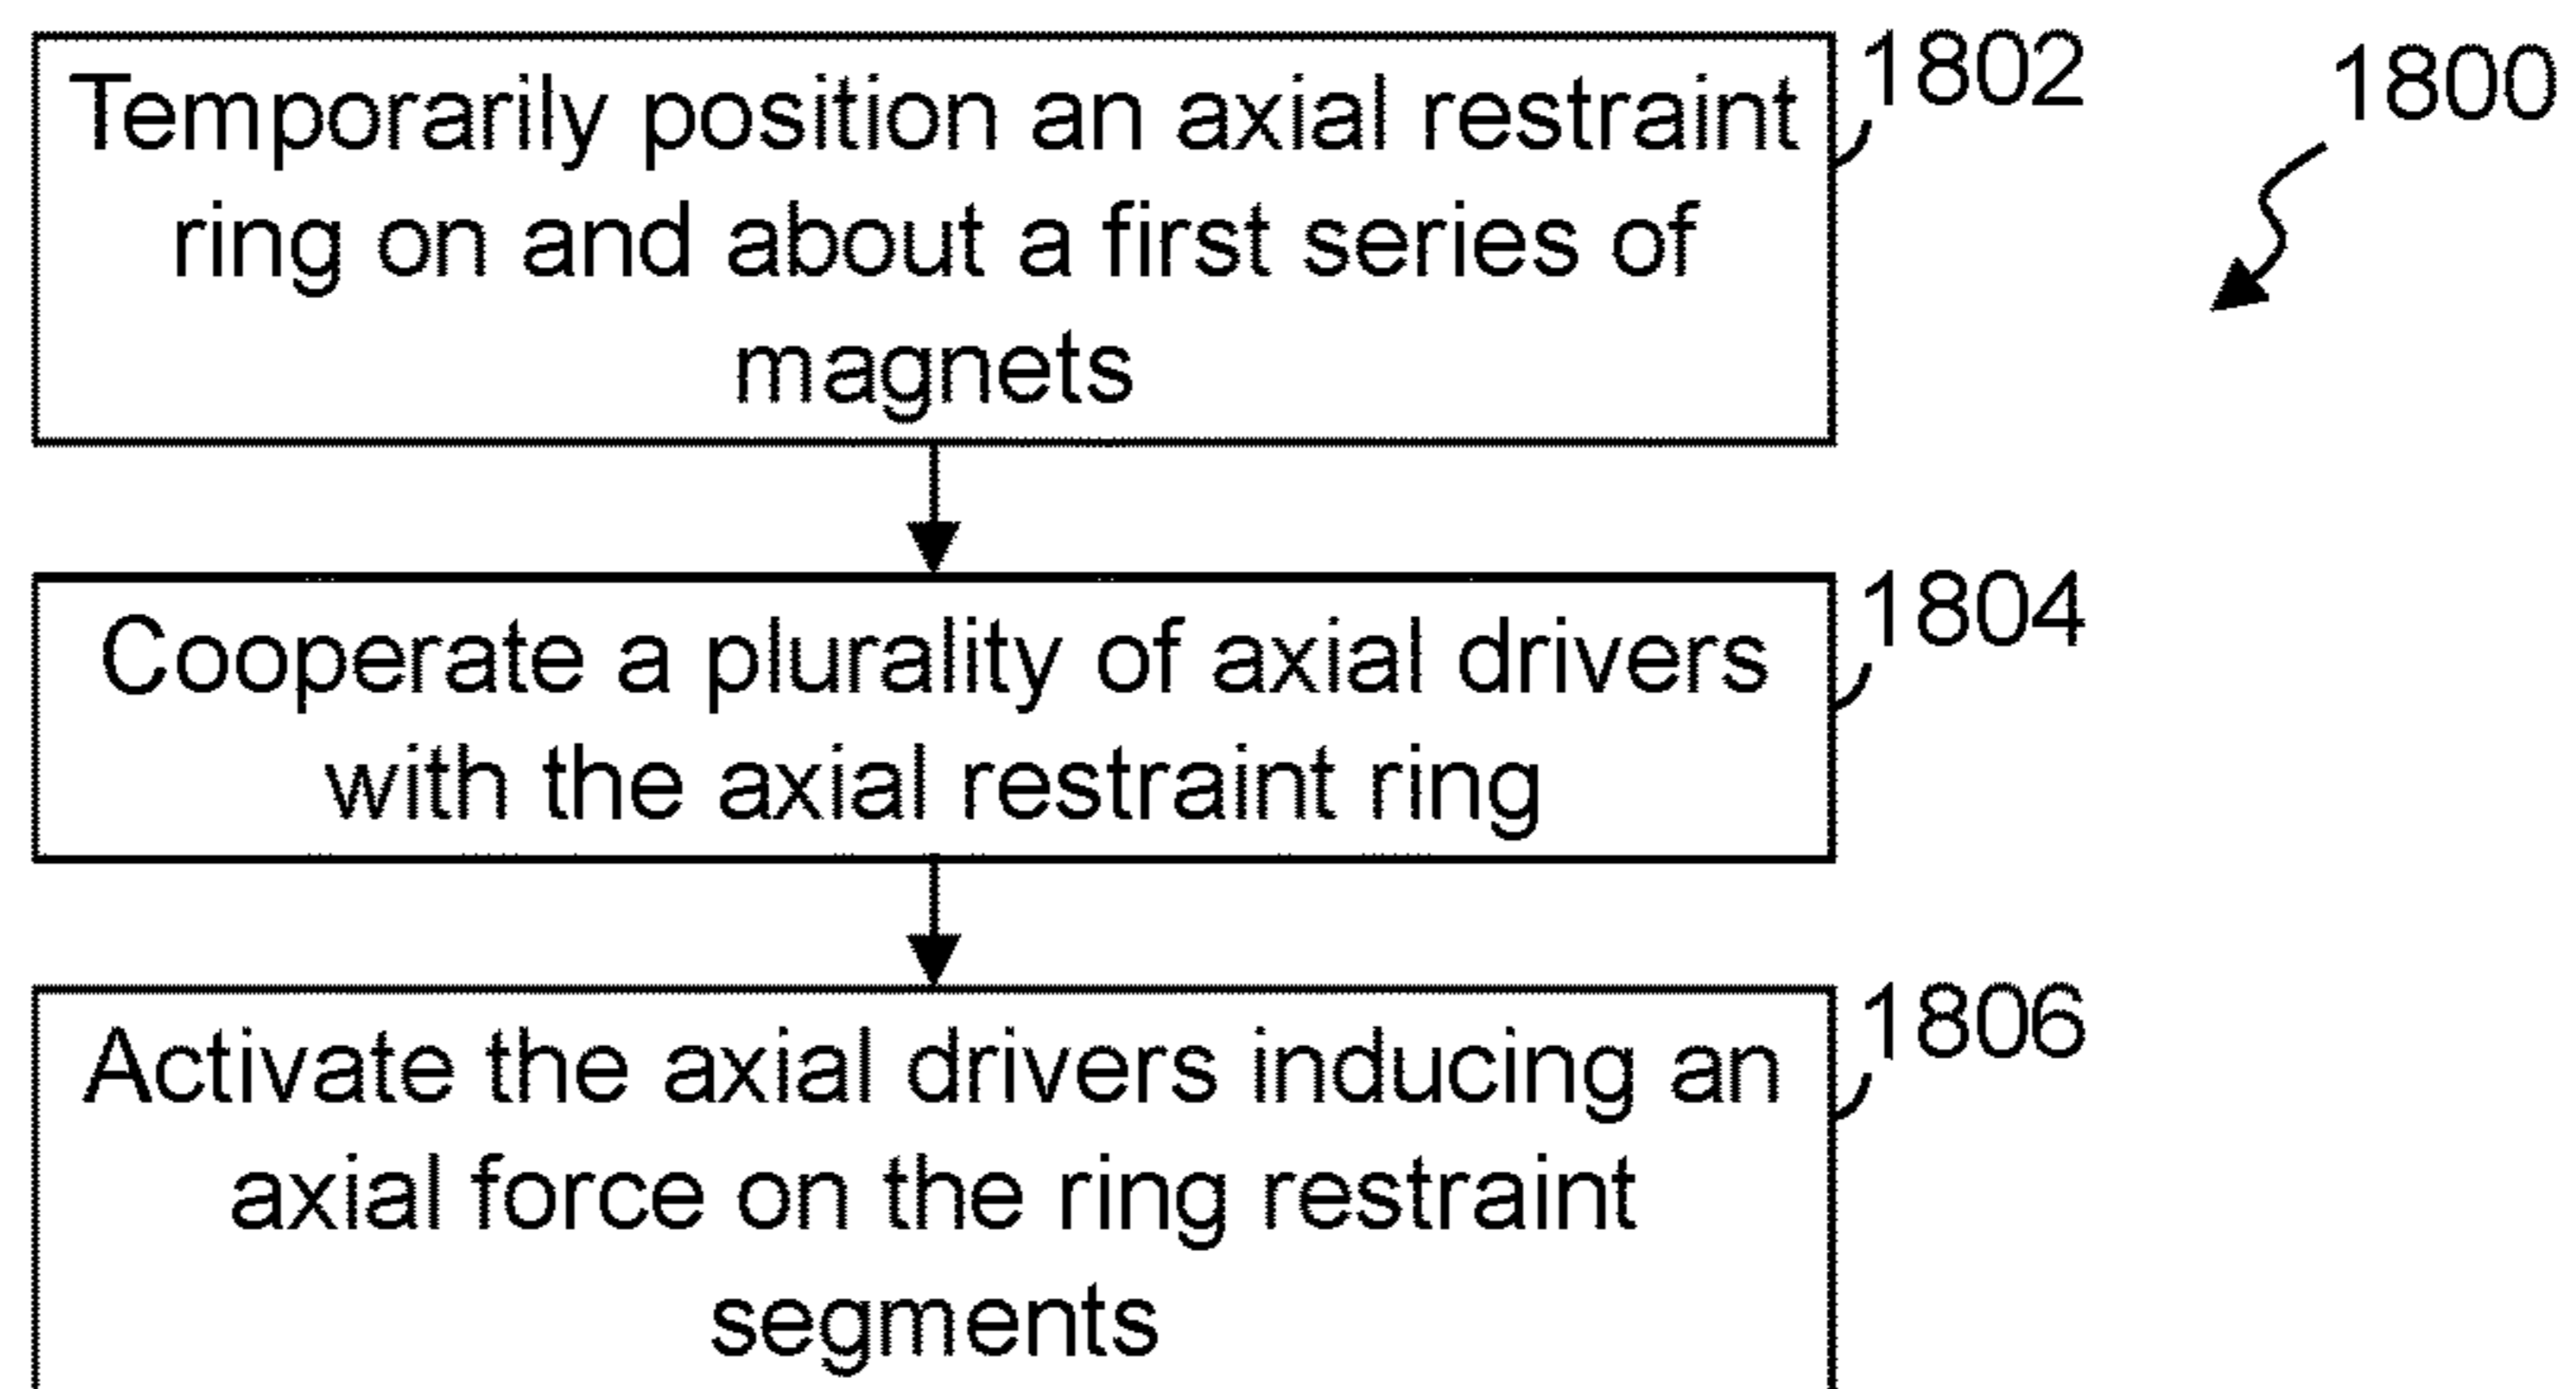 Temporarily position an axial restraint
ring on and about a first series of
magnets
1802
1800
Cooperate a plurality of axial drivers
with the axial restraint ring
1804
Activate the axial drivers inducing an
axial force on the ring restraint
segments
1806